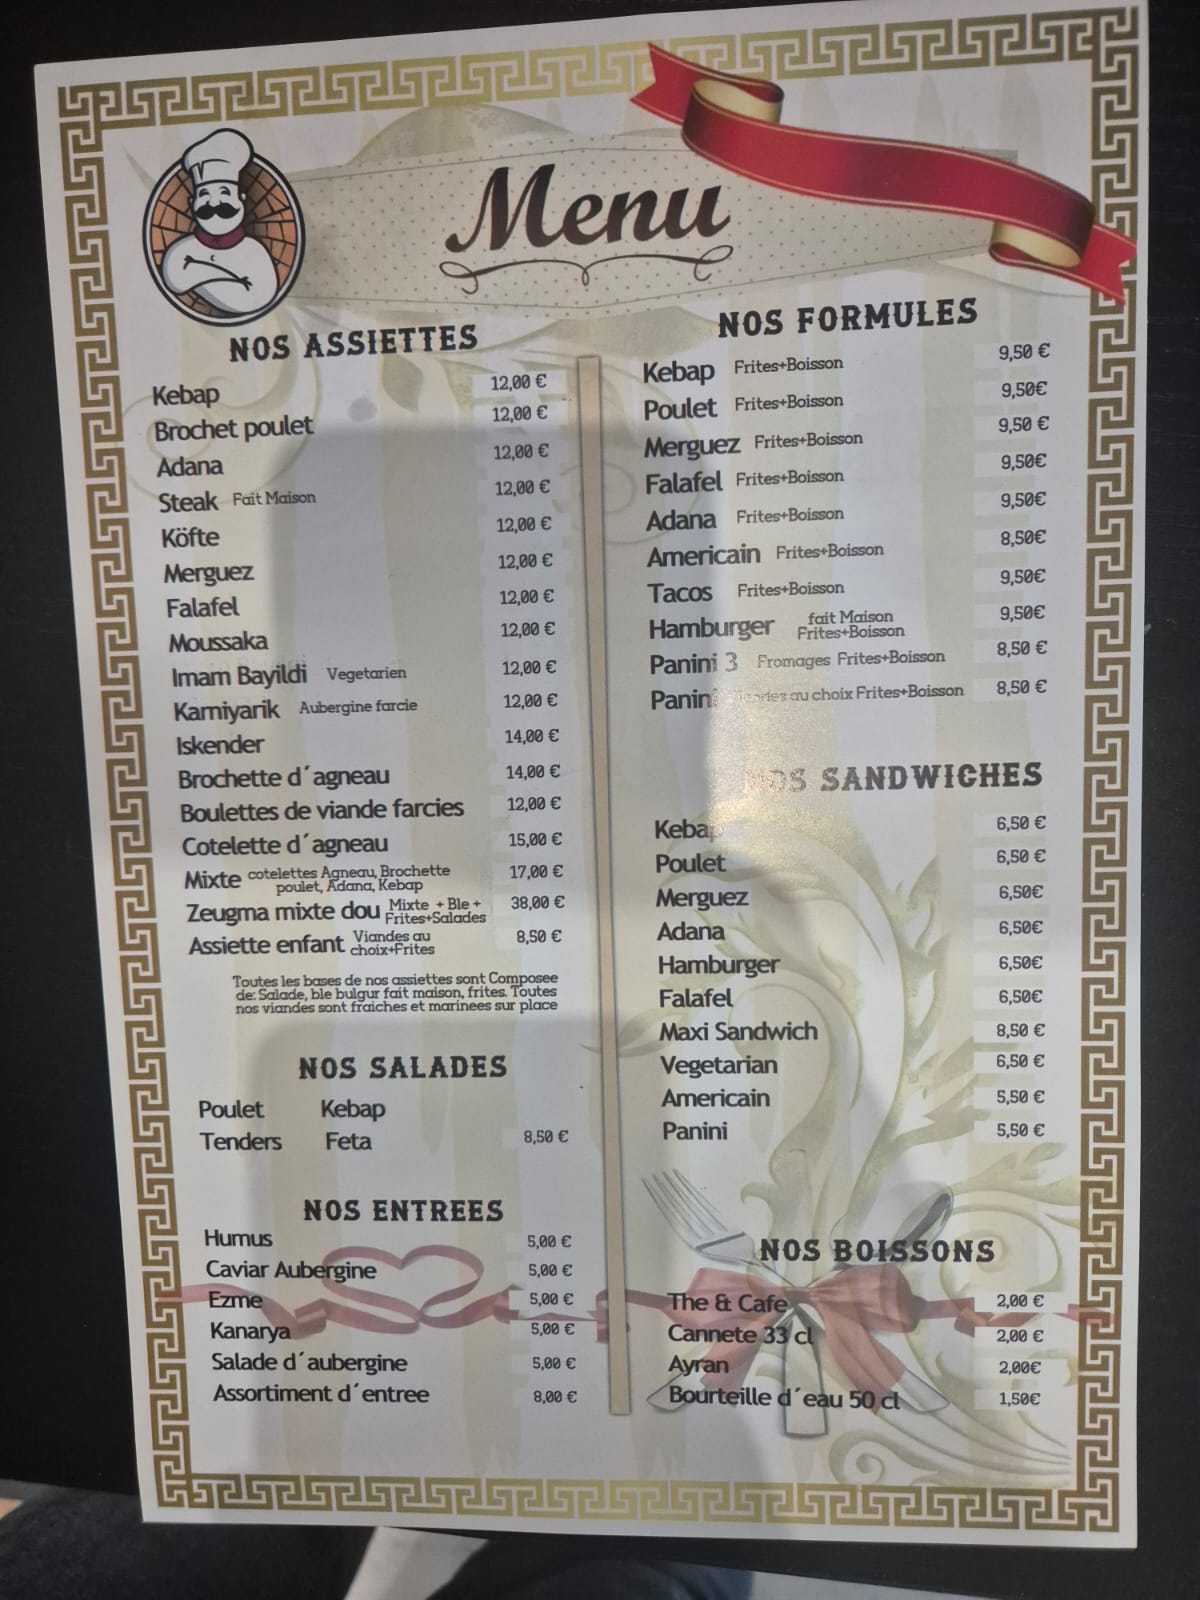 Menu
NOS ASSIETTES
Kebap 12,00 €
Brochet poulet 12,00 €
Adana 12,00 €
Steak Fait Maison 12,00 €
Köfte 12,00 €
Merguez 12,00 €
Falafel 12,00 €
Moussaka 12,00 €
Imam Bayildi Vegetarien 12,00 €
Karniyarik Aubergine farcie 12,00 €
Iskender 14,00 €
Brochette d´agneau 14,00 €
Boulettes de viande farcies 12,00 €
Cotelette d´agneau 15,00 €
Mixte cotelettes Agneau, Brochette 17,00 €
poulet, Adana, Kebap
Zeugma mixte dou Mixte + Ble + 38,00 €
Frites+Salades
Assiette enfant Viandes au 8,50 €
choix+Frites
Toutes les bases de nos assiettes sont Composee
de: Salade, ble bulgur fait maison, frites. Toutes
nos viandes sont fraiches et marinees sur place
NOS SALADES
Poulet Kebap
Tenders Feta 8,50 €
NOS ENTREES
Humus 5,00 €
Caviar Aubergine 5,00 €
Ezme 5,00 €
Kanarya 5,00 €
Salade d´aubergine 5,00 €
Assortiment d´entree 8,00 €
NOS FORMULES
Kebap Frites+Boisson 9,50 €
Poulet Frites+Boisson 9,50€
Merguez Frites+Boisson 9,50 €
Falafel Frites+Boisson 9,50€
Adana Frites+Boisson 9,50€
Americain Frites+Boisson 8,50€
Tacos Frites+Boisson 9,50€
Hamburger fait Maison 9,50€
Frites+Boisson
Panini 3 Fromages Frites+Boisson 8,50 €
Panini Viandes au choix Frites+Boisson 8,50 €
NOS SANDWICHES
Kebap 6,50 €
Poulet 6,50 €
Merguez 6,50€
Adana 6,50€
Hamburger 6,50€
Falafel 6,50€
Maxi Sandwich 8,50 €
Vegetarian 6,50 €
Americain 5,50 €
Panini 5,50 €
NOS BOISSONS
The & Cafe 2,00 €
Cannete 33 cl 2,00 €
Ayran 2,00€
Bourteille d´eau 50 cl 1,50€